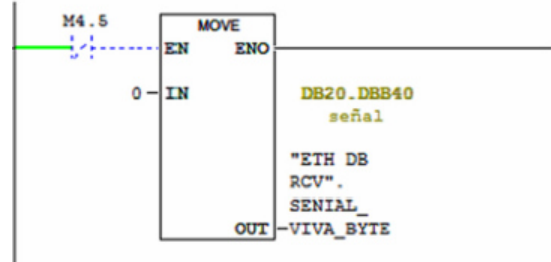 M4.5
MOVE
EN ENO
0 IN
DB20.DBB40
señal
"ETH DB
RCV".
SENIAL_
OUT VIVA_BYTE